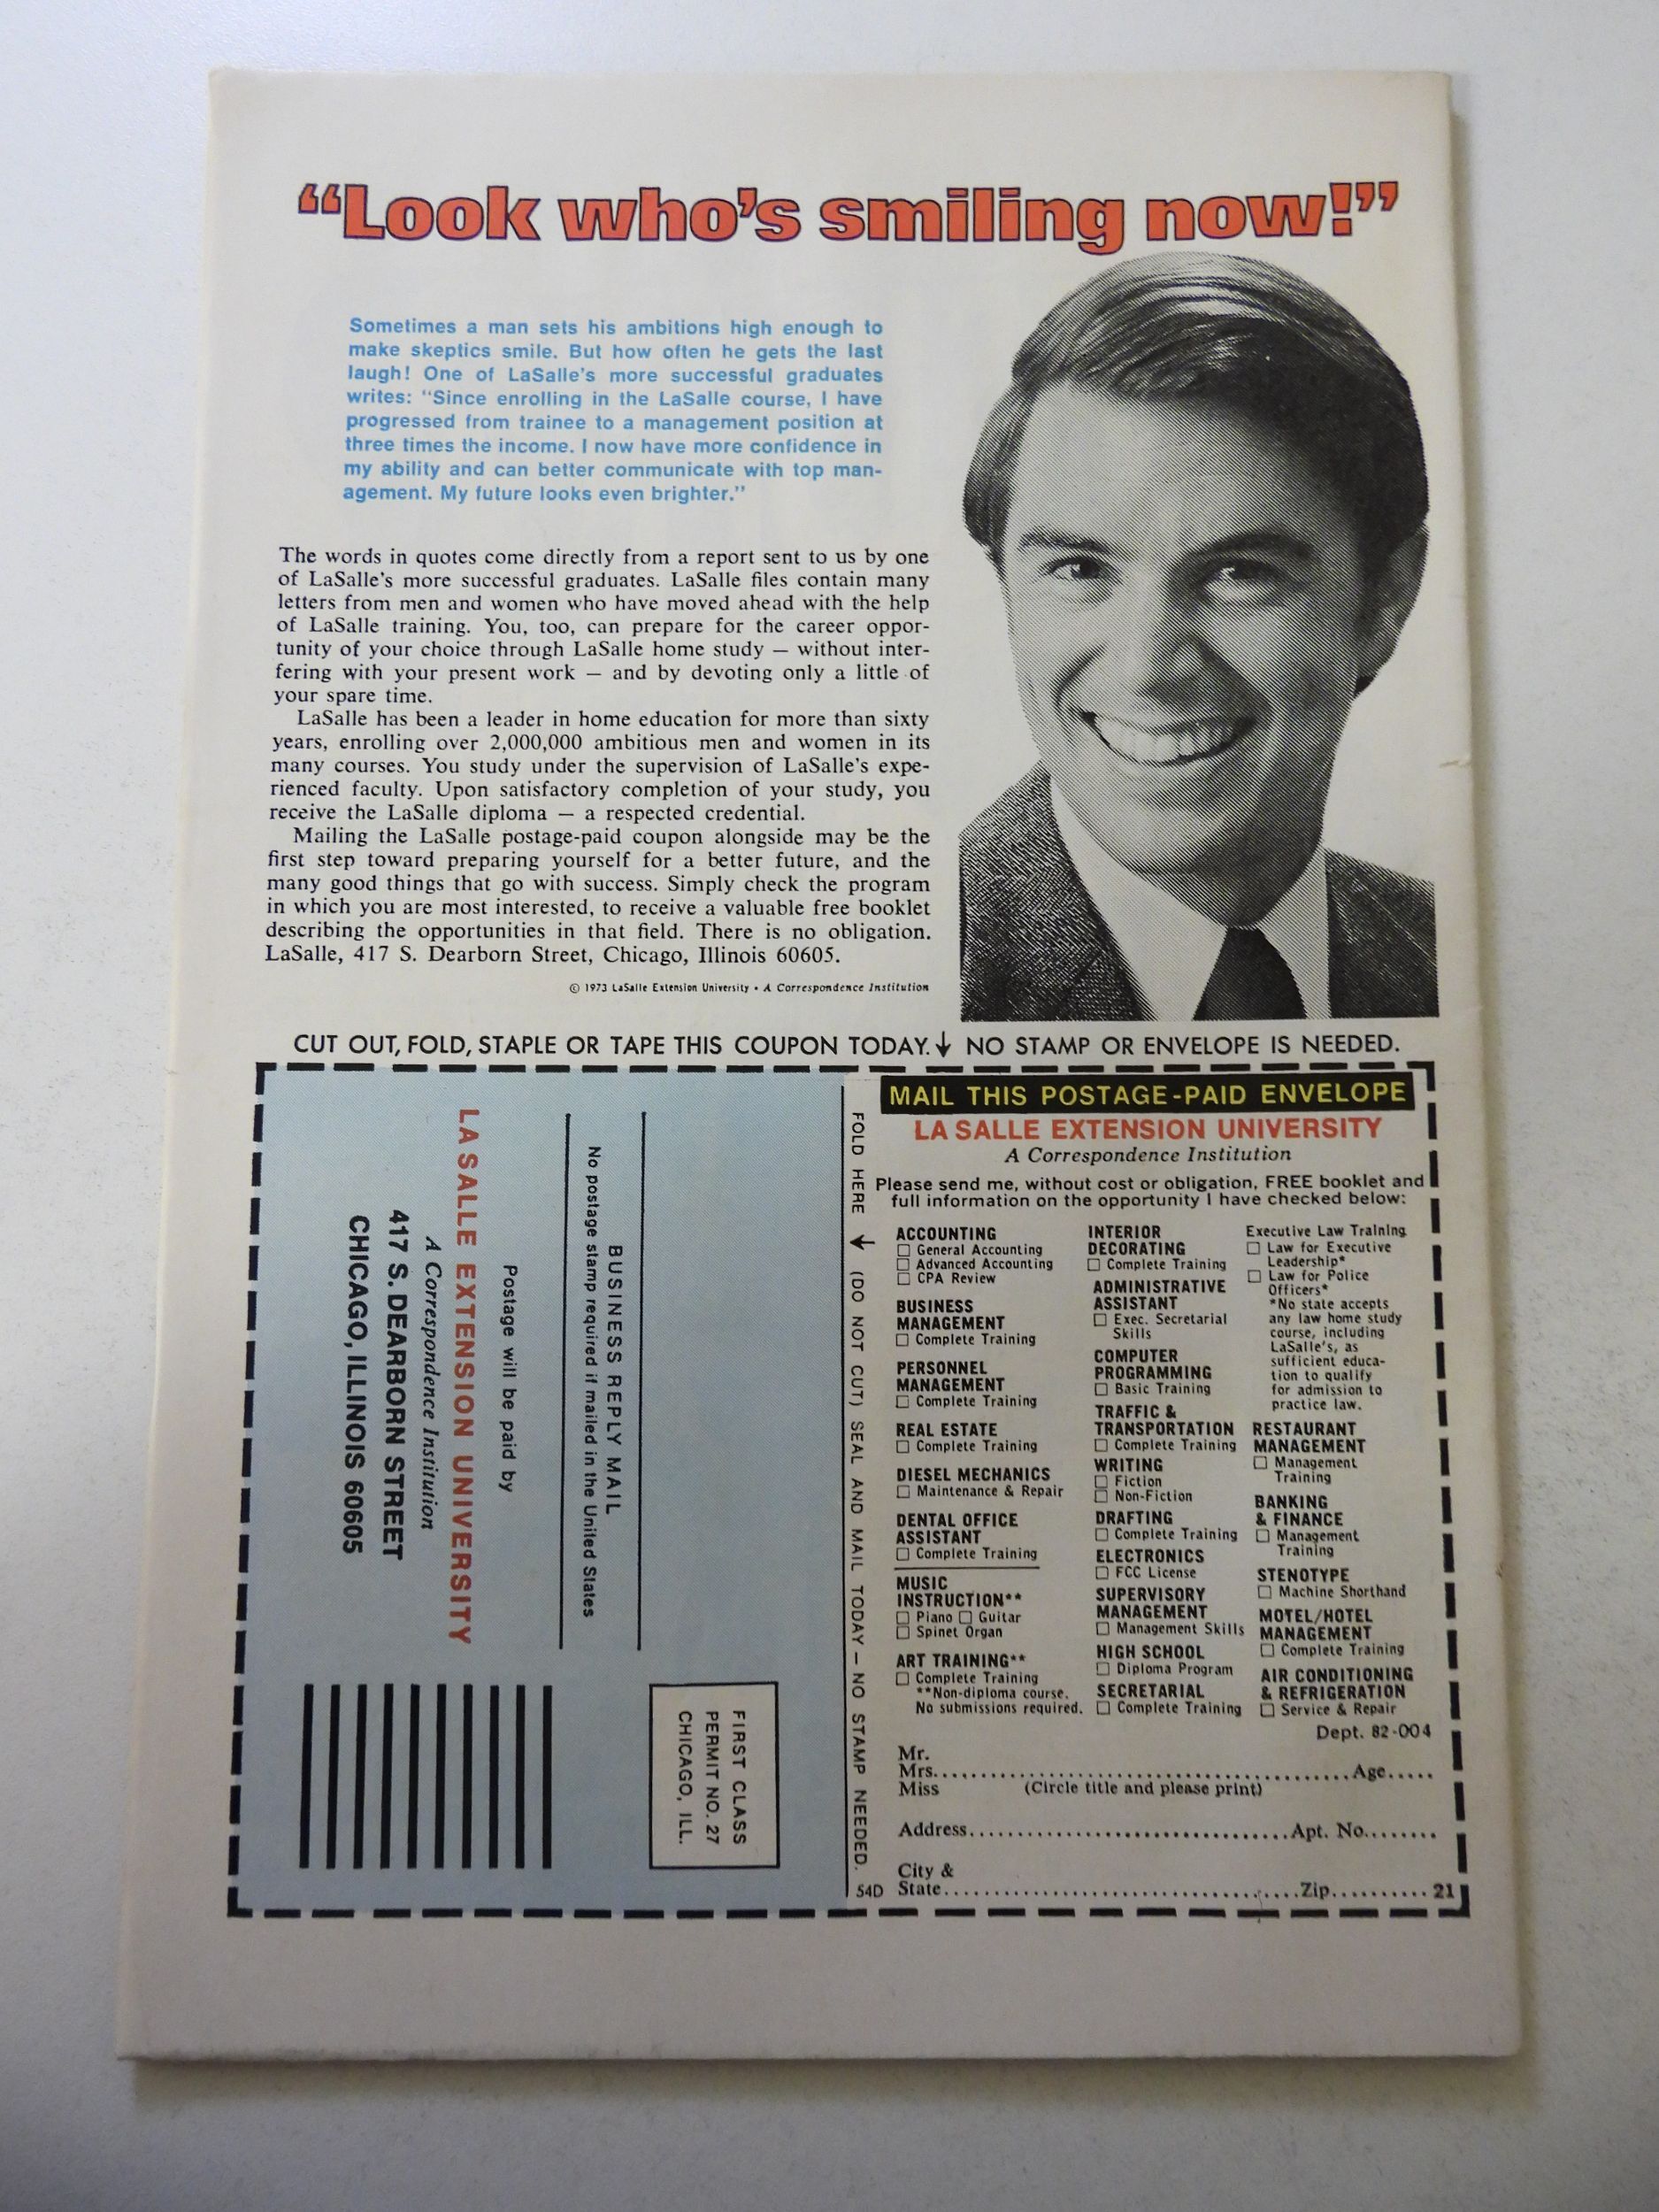 “Look who’s smiling now!”
Sometimes a man sets his ambitions high enough to
make skeptics smile. But how often he gets the last
laugh! One of LaSalle’s more successful graduates
writes: “Since enrolling in the LaSalle course, I have
progressed from trainee to a management position at
three times the income. I now have more confidence in
my ability and can better communicate with top man-
agement. My future looks even brighter.”
The words in quotes come directly from a report sent to us by one
of LaSalle’s more successful graduates. LaSalle files contain many
letters from men and women who have moved ahead with the help
of LaSalle training. You, too, can prepare for the career oppor-
tunity of your choice through LaSalle home study — without inter-
fering with your present work — and by devoting only a little of
your spare time.
LaSalle has been a leader in home education for more than sixty
years, enrolling over 2,000,000 ambitious men and women in its
many courses. You study under the supervision of LaSalle’s expe-
rienced faculty. Upon satisfactory completion of your study, you
receive the LaSalle diploma — a respected credential.
Mailing the LaSalle postage-paid coupon alongside may be the
first step toward preparing yourself for a better future, and the
many good things that go with success. Simply check the program
in which you are most interested, to receive a valuable free booklet
describing the opportunities in that field. There is no obligation.
LaSalle, 417 S. Dearborn Street, Chicago, Illinois 60605.
© 1973 LaSalle Extension University • A Correspondence Institution
CUT OUT, FOLD, STAPLE OR TAPE THIS COUPON TODAY.↓ NO STAMP OR ENVELOPE IS NEEDED.
FIRST CLASS
PERMIT NO. 27
CHICAGO, ILL.
BUSINESS REPLY MAIL
No postage stamp required if mailed in the United States
Postage will be paid by
LA SALLE EXTENSION UNIVERSITY
A Correspondence Institution
417 S. DEARBORN STREET
CHICAGO, ILLINOIS 60605
FOLD HERE ↓ (DO NOT CUT) SEAL AND MAIL TODAY — NO STAMP NEEDED.
MAIL THIS POSTAGE-PAID ENVELOPE
LA SALLE EXTENSION UNIVERSITY
A Correspondence Institution
Please send me, without cost or obligation, FREE booklet and
full information on the opportunity I have checked below:
ACCOUNTING
☐ General Accounting
☐ Advanced Accounting
☐ CPA Review
BUSINESS
MANAGEMENT
☐ Complete Training
PERSONNEL
MANAGEMENT
☐ Complete Training
REAL ESTATE
☐ Complete Training
DIESEL MECHANICS
☐ Maintenance & Repair
DENTAL OFFICE
ASSISTANT
☐ Complete Training
MUSIC
INSTRUCTION**
☐ Piano ☐ Guitar
☐ Spinet Organ
ART TRAINING**
☐ Complete Training
**Non-diploma course.
No submissions required.
INTERIOR
DECORATING
☐ Complete Training
ADMINISTRATIVE
ASSISTANT
☐ Exec. Secretarial
Skills
COMPUTER
PROGRAMMING
☐ Basic Training
TRAFFIC &
TRANSPORTATION
☐ Complete Training
WRITING
☐ Fiction
☐ Non-Fiction
DRAFTING
☐ Complete Training
ELECTRONICS
☐ FCC License
SUPERVISORY
MANAGEMENT
☐ Management Skills
HIGH SCHOOL
☐ Diploma Program
SECRETARIAL
☐ Complete Training
Executive Law Training
☐ Law for Executive
Leadership*
☐ Law for Police
Officers*
*No state accepts
any law home study
course, including
LaSalle's, as
sufficient educa-
tion to qualify
for admission to
practice law.
RESTAURANT
MANAGEMENT
☐ Management
Training
BANKING
& FINANCE
☐ Management
Training
STENOTYPE
☐ Machine Shorthand
MOTEL/HOTEL
MANAGEMENT
☐ Complete Training
AIR CONDITIONING
& REFRIGERATION
☐ Service & Repair
Dept. 82-004
Mr.
Mrs. Age
Miss (Circle title and please print)
Address Apt. No.
City &
54D State Zip 21